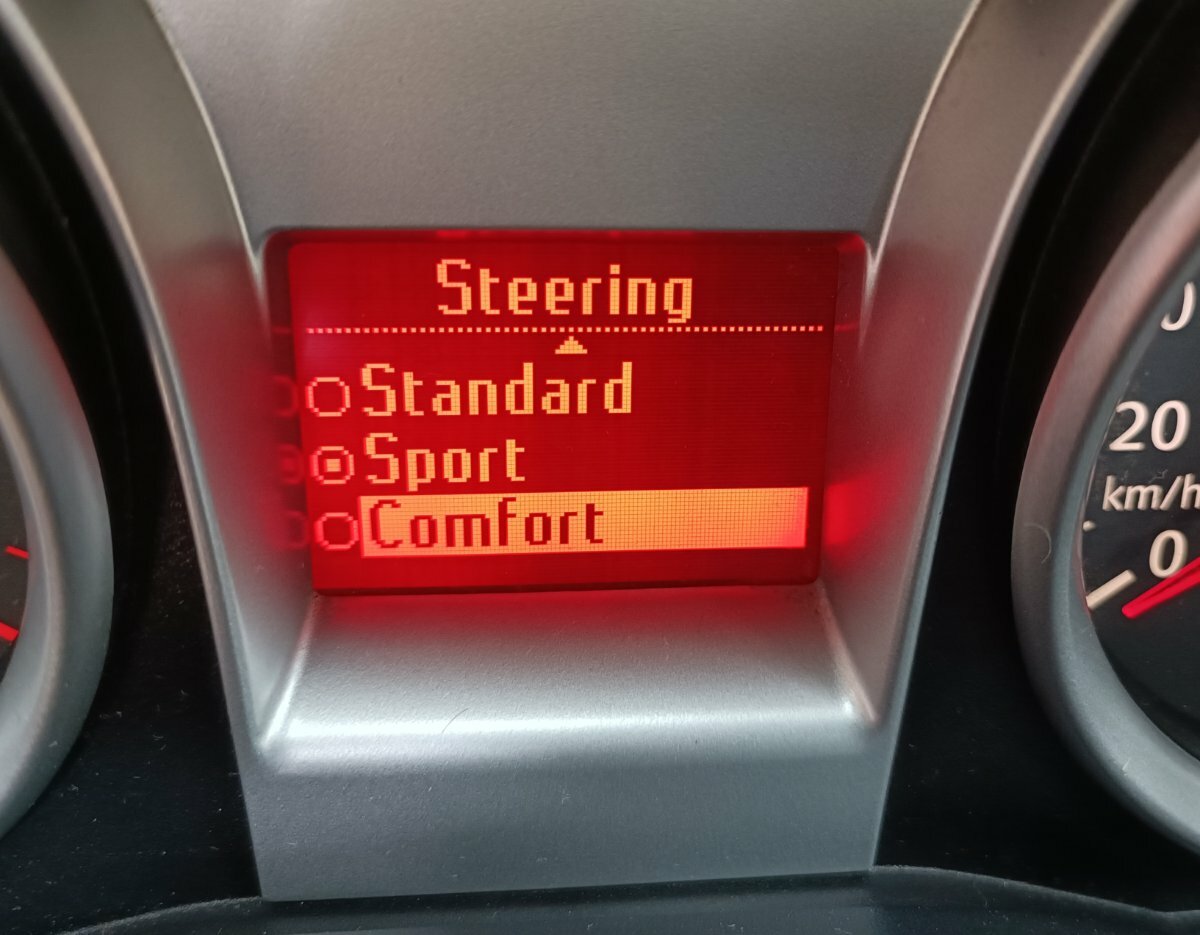 Steering
Standard
Sport
Comfort
20
km/h
0